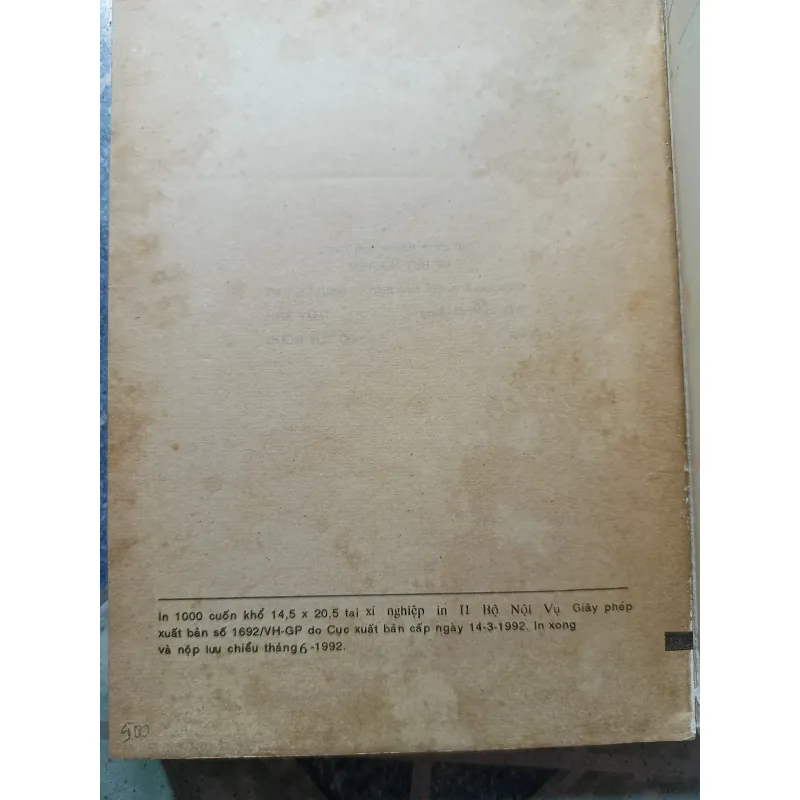 In 1000 cuốn khổ 14,5 x 20,5 tai xí nghiệp in II Bộ Nội Vụ Giấy phép
xuất bản số 1692/VH-GP do Cục xuất bản cấp ngày 14-3-1992. In xong
và nộp lưu chiểu tháng 6-1992.
500